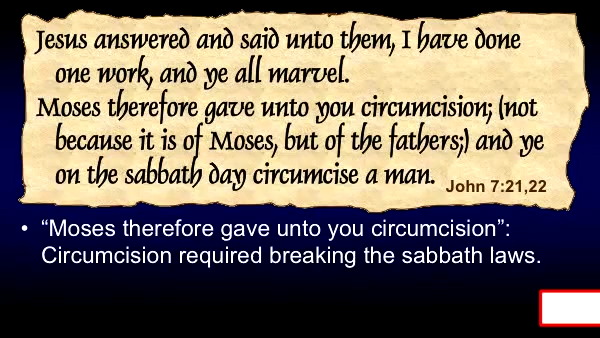 Jesus answered and said unto them, I have done
one work, and ye all marvel.
Moses therefore gave unto you circumcision; (not
because it is of Moses, but of the fathers;) and ye
on the sabbath day circumcise a man. John 7:21,22
• “Moses therefore gave unto you circumcision”:
Circumcision required breaking the sabbath laws.